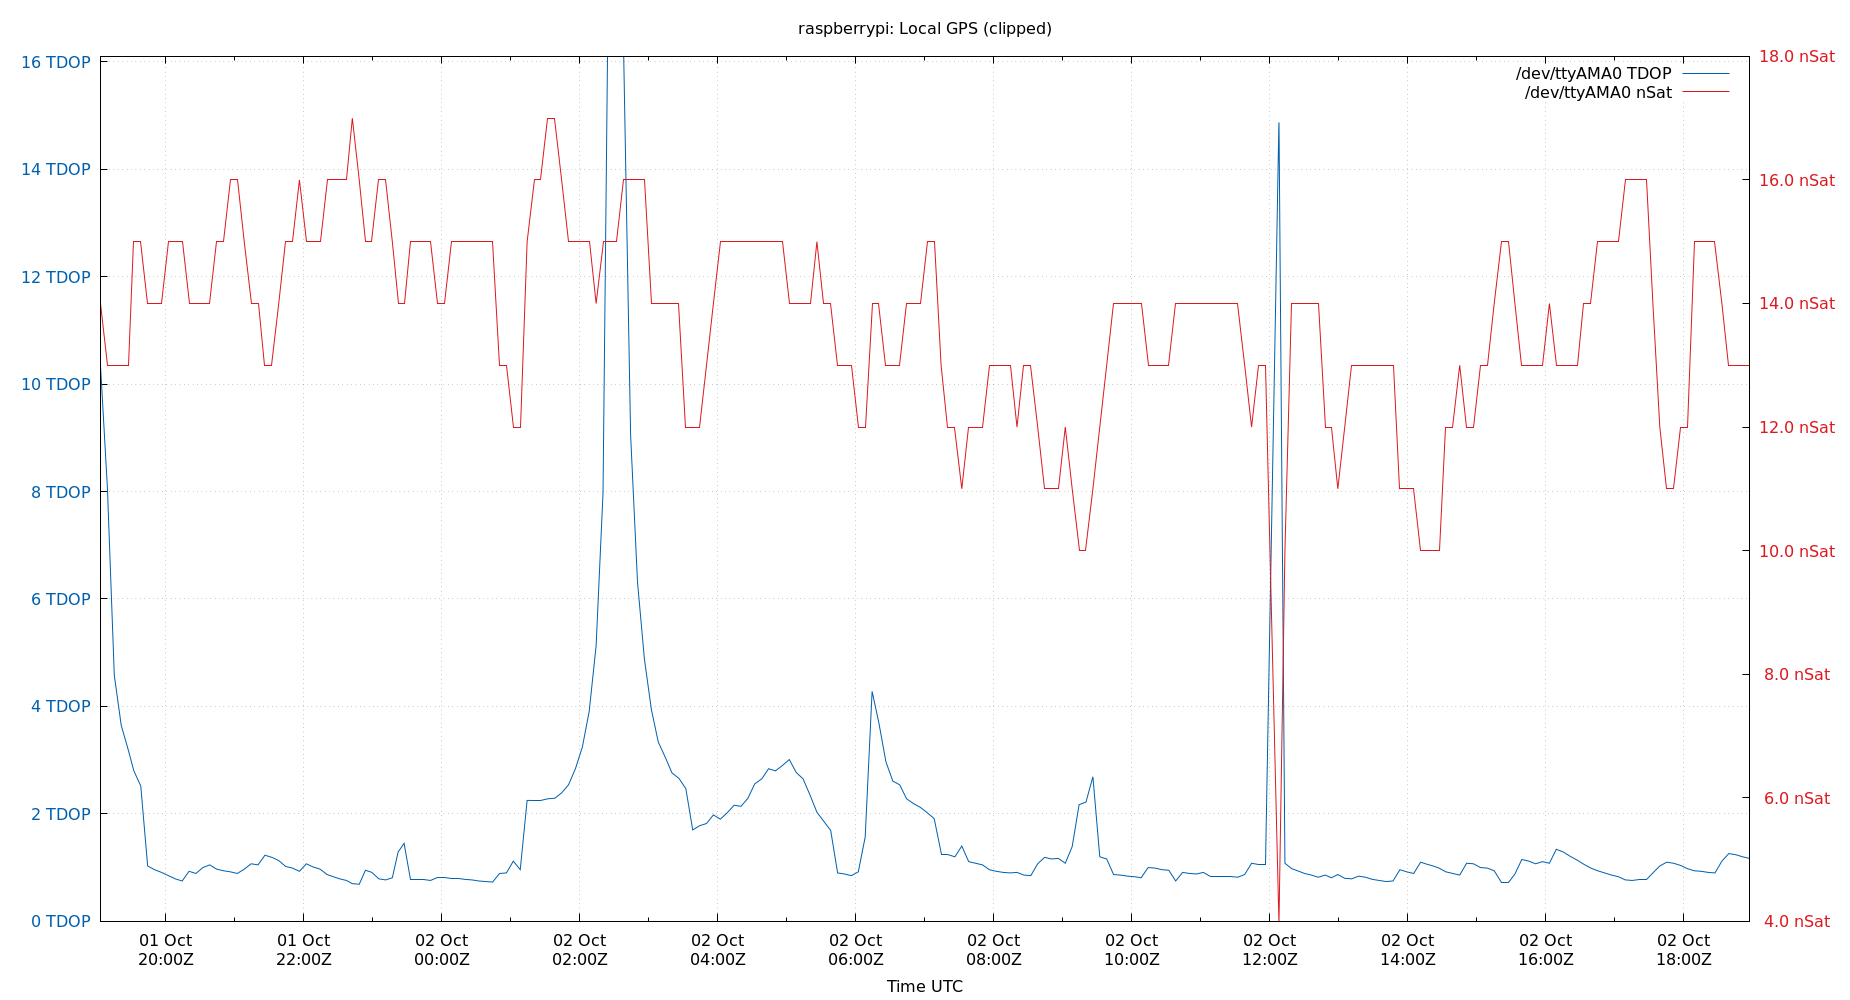 raspberrypi: Local GPS (clipped)
/dev/ttyAMA0 TDOP
/dev/ttyAMA0 nSat
16 TDOP
14 TDOP
12 TDOP
10 TDOP
8 TDOP
6 TDOP
4 TDOP
2 TDOP
0 TDOP
18.0 nSat
16.0 nSat
14.0 nSat
12.0 nSat
10.0 nSat
8.0 nSat
6.0 nSat
4.0 nSat
01 Oct
20:00Z
01 Oct
22:00Z
02 Oct
00:00Z
02 Oct
02:00Z
02 Oct
04:00Z
02 Oct
06:00Z
02 Oct
08:00Z
02 Oct
10:00Z
02 Oct
12:00Z
02 Oct
14:00Z
02 Oct
16:00Z
02 Oct
18:00Z
Time UTC